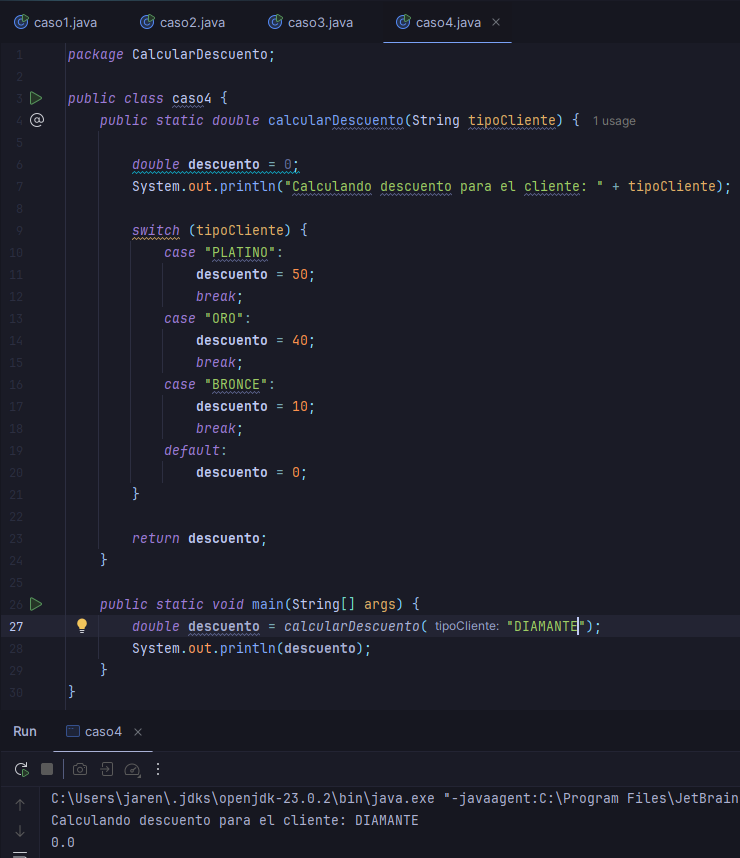 caso1.java caso2.java caso3.java caso4.java ×
1 package CalcularDescuento;
2
3 public class caso4 {
4 public static double calcularDescuento(String tipoCliente) { 1 usage
5
6 double descuento = 0;
7 System.out.println("Calculando descuento para el cliente: " + tipoCliente);
8
9 switch (tipoCliente) {
10 case "PLATINO":
11 descuento = 50;
12 break;
13 case "ORO":
14 descuento = 40;
15 break;
16 case "BRONCE":
17 descuento = 10;
18 break;
19 default:
20 descuento = 0;
21 }
22
23 return descuento;
24 }
25
26 public static void main(String[] args) {
27 double descuento = calcularDescuento( tipoCliente: "DIAMANTE");
28 System.out.println(descuento);
29 }
30 }
Run caso4 ×
C:\Users\jaren\.jdks\openjdk-23.0.2\bin\java.exe "-javaagent:C:\Program Files\JetBrain
Calculando descuento para el cliente: DIAMANTE
0.0